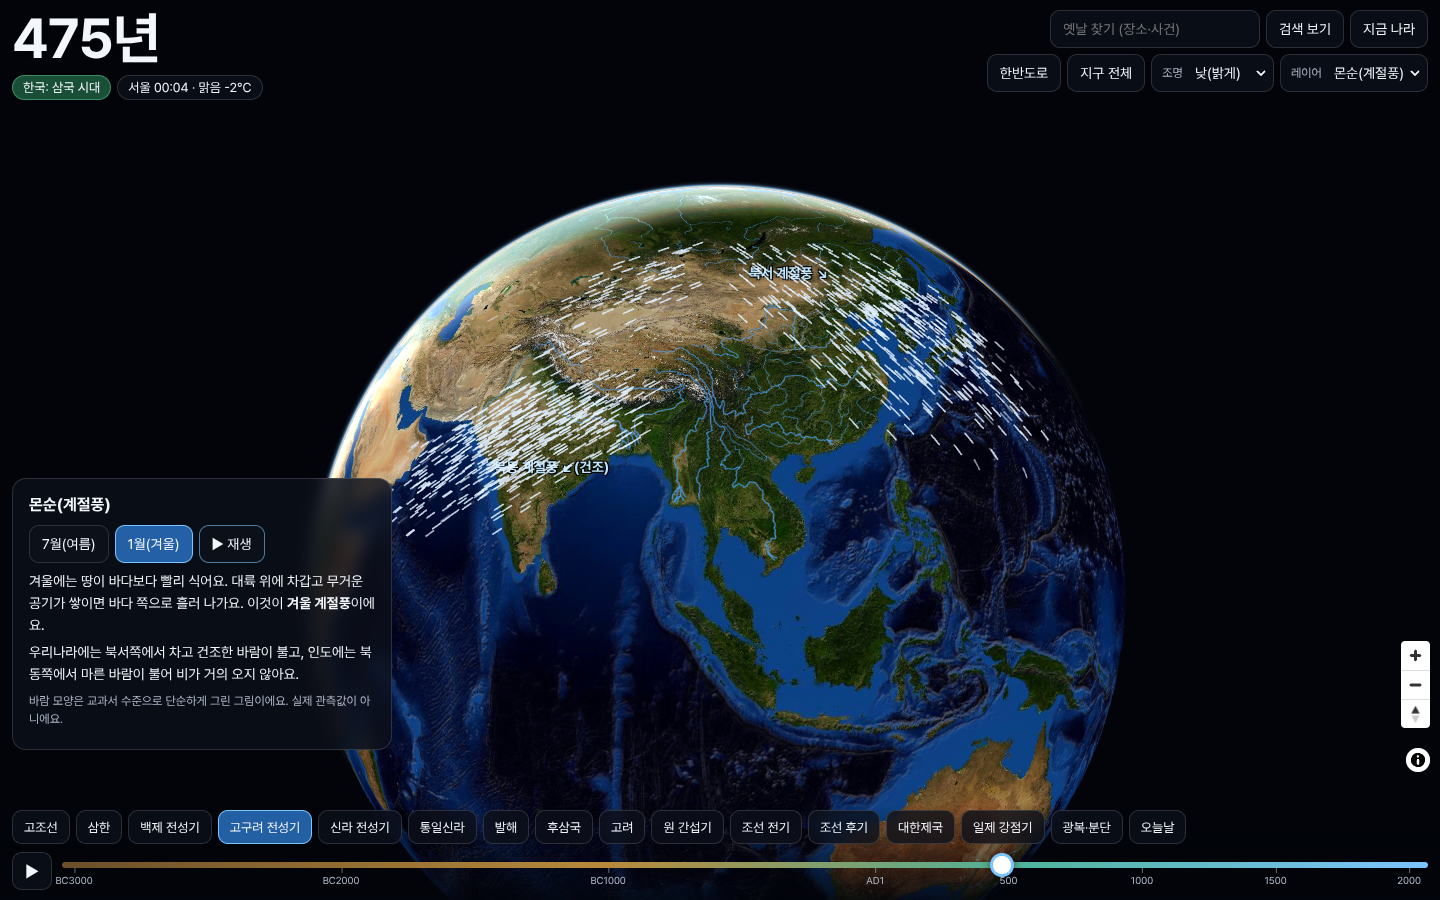 475년
한국: 삼국 시대
서울 00:04 · 맑음 -2°C
옛날 찾기 (장소·사건)
검색 보기
지금 나라
한반도로
지구 전체
조명 낮(밝게)
레이어 몬순(계절풍)
북서 계절풍 ↘
계절풍 ↙(건조)
몬순(계절풍)
7월(여름)
1월(겨울)
▶ 재생
겨울에는 땅이 바다보다 빨리 식어요. 대륙 위에 차갑고 무거운
공기가 쌓이면 바다 쪽으로 흘러 나가요. 이것이 겨울 계절풍이에
요.
우리나라에는 북서쪽에서 차고 건조한 바람이 불고, 인도에는 북
동쪽에서 마른 바람이 불어 비가 거의 오지 않아요.
바람 모양은 교과서 수준으로 단순하게 그린 그림이에요. 실제 관측값이 아
니에요.
고조선
삼한
백제 전성기
고구려 전성기
신라 전성기
통일신라
발해
후삼국
고려
원 간섭기
조선 전기
조선 후기
대한제국
일제 강점기
광복·분단
오늘날
BC3000
BC2000
BC1000
AD1
500
1000
1500
2000